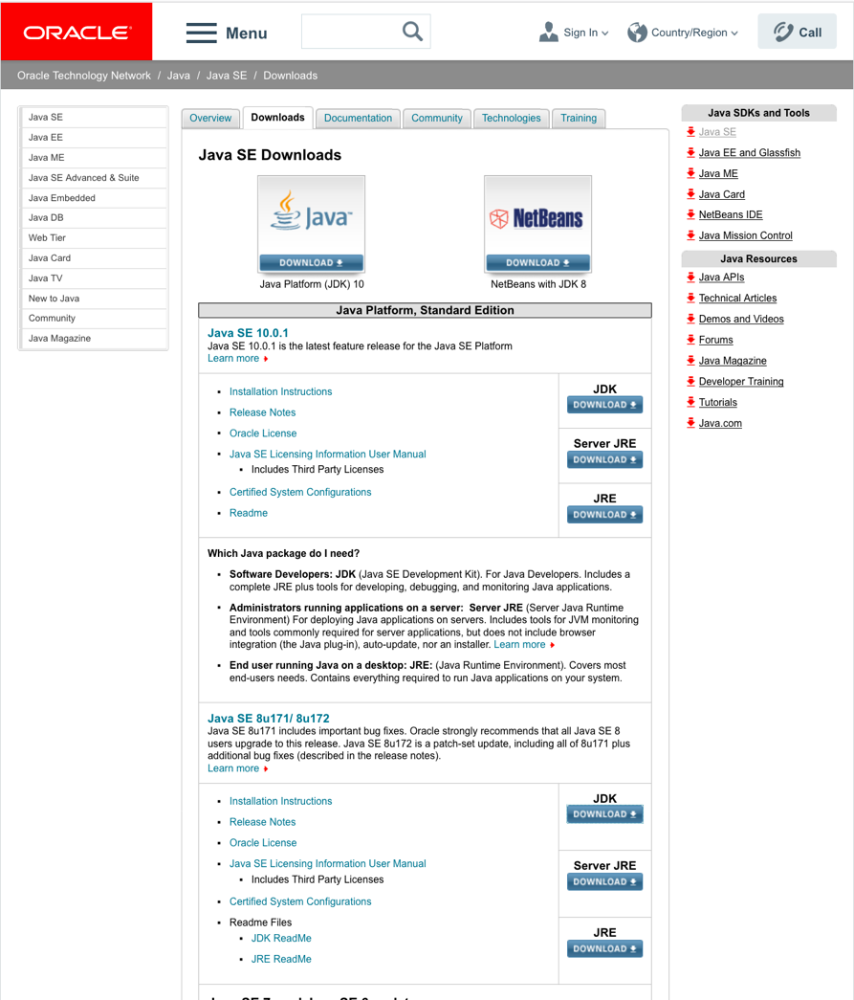 ORACLE
Menu
Sign In
Country/Region
Call
Oracle Technology Network / Java / Java SE / Downloads
Java SE
Java EE
Java ME
Java SE Advanced & Suite
Java Embedded
Java DB
Web Tier
Java Card
Java TV
New to Java
Community
Java Magazine
Overview
Downloads
Documentation
Community
Technologies
Training
Java SE Downloads
Java™
DOWNLOAD
Java Platform (JDK) 10
NetBeans
DOWNLOAD
NetBeans with JDK 8
Java Platform, Standard Edition
Java SE 10.0.1
Java SE 10.0.1 is the latest feature release for the Java SE Platform
Learn more
Installation Instructions
Release Notes
Oracle License
Java SE Licensing Information User Manual
Includes Third Party Licenses
Certified System Configurations
Readme
JDK
DOWNLOAD
Server JRE
DOWNLOAD
JRE
DOWNLOAD
Which Java package do I need?
Software Developers: JDK (Java SE Development Kit). For Java Developers. Includes a
complete JRE plus tools for developing, debugging, and monitoring Java applications.
Administrators running applications on a server: Server JRE (Server Java Runtime
Environment) For deploying Java applications on servers. Includes tools for JVM monitoring
and tools commonly required for server applications, but does not include browser
integration (the Java plug-in), auto-update, nor an installer. Learn more
End user running Java on a desktop: JRE: (Java Runtime Environment). Covers most
end-users needs. Contains everything required to run Java applications on your system.
Java SE 8u171/ 8u172
Java SE 8u171 includes important bug fixes. Oracle strongly recommends that all Java SE 8
users upgrade to this release. Java SE 8u172 is a patch-set update, including all of 8u171 plus
additional bug fixes (described in the release notes).
Learn more
Installation Instructions
Release Notes
Oracle License
Java SE Licensing Information User Manual
Includes Third Party Licenses
Certified System Configurations
Readme Files
JDK ReadMe
JRE ReadMe
JDK
DOWNLOAD
Server JRE
DOWNLOAD
JRE
DOWNLOAD
Java SDKs and Tools
Java SE
Java EE and Glassfish
Java ME
Java Card
NetBeans IDE
Java Mission Control
Java Resources
Java APIs
Technical Articles
Demos and Videos
Forums
Java Magazine
Developer Training
Tutorials
Java.com